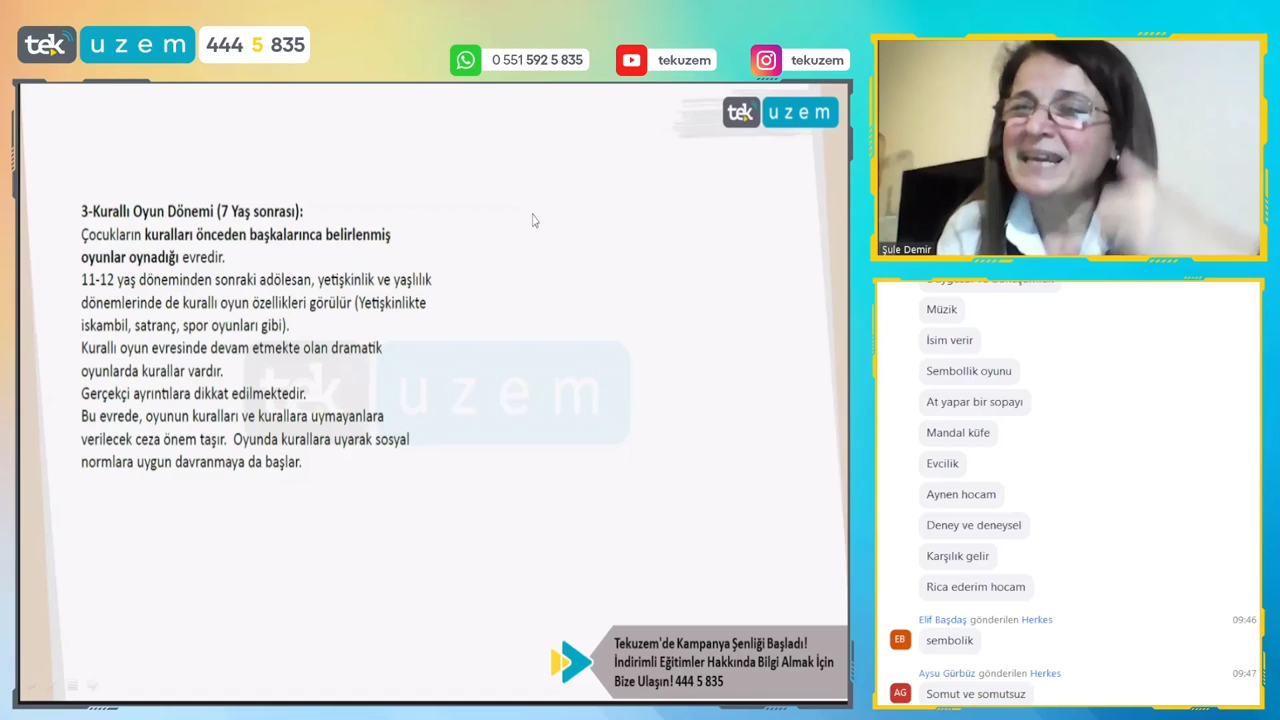 tek uzem 444 5 835
0 551 592 5 835
tekuzem
tekuzem
tek uzem
3-Kurallı Oyun Dönemi (7 Yaş sonrası):
Çocukların kuralları önceden başkalarınca belirlenmiş
oyunlar oynadığı evredir.
11-12 yaş döneminden sonraki adölesan, yetişkinlik ve yaşlılık
dönemlerinde de kurallı oyun özellikleri görülür (Yetişkinlikte
iskambil, satranç, spor oyunları gibi).
Kurallı oyun evresinde devam etmekte olan dramatik
oyunlarda kurallar vardır.
Gerçekçi ayrıntılara dikkat edilmektedir.
Bu evrede, oyunun kuralları ve kurallara uymayanlara
verilecek ceza önem taşır. Oyunda kurallara uyarak sosyal
normlara uygun davranmaya da başlar.
tek uzem
Tekuzem'de Kampanya Şenliği Başladı!
İndirimli Eğitimler Hakkında Bilgi Almak İçin
Bize Ulaşın! 444 5 835
Şule Demir
Müzik
İsim verir
Sembollik oyunu
At yapar bir sopayı
Mandal küfe
Evcilik
Aynen hocam
Deney ve deneysel
Karşılık gelir
Rica ederim hocam
Elif Başdaş gönderilen Herkes 09:46
EB sembolik
Aysu Gürbüz gönderilen Herkes 09:47
AG Somut ve somutsuz